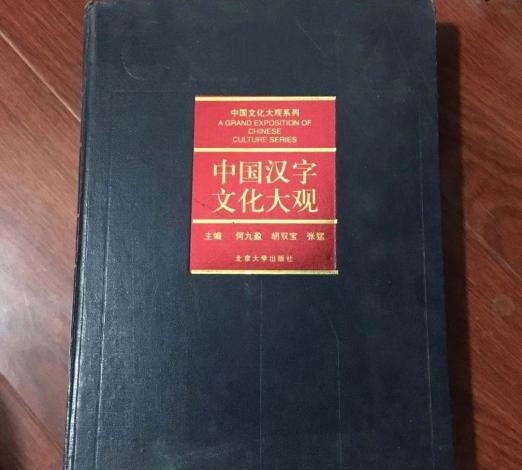 中国文化大观系列
A GRAND EXPOSITION OF
CHINESE
CULTURE SERIES
中国汉字
文化大观
主编 何九盈 胡双宝 张猛
北京大学出版社